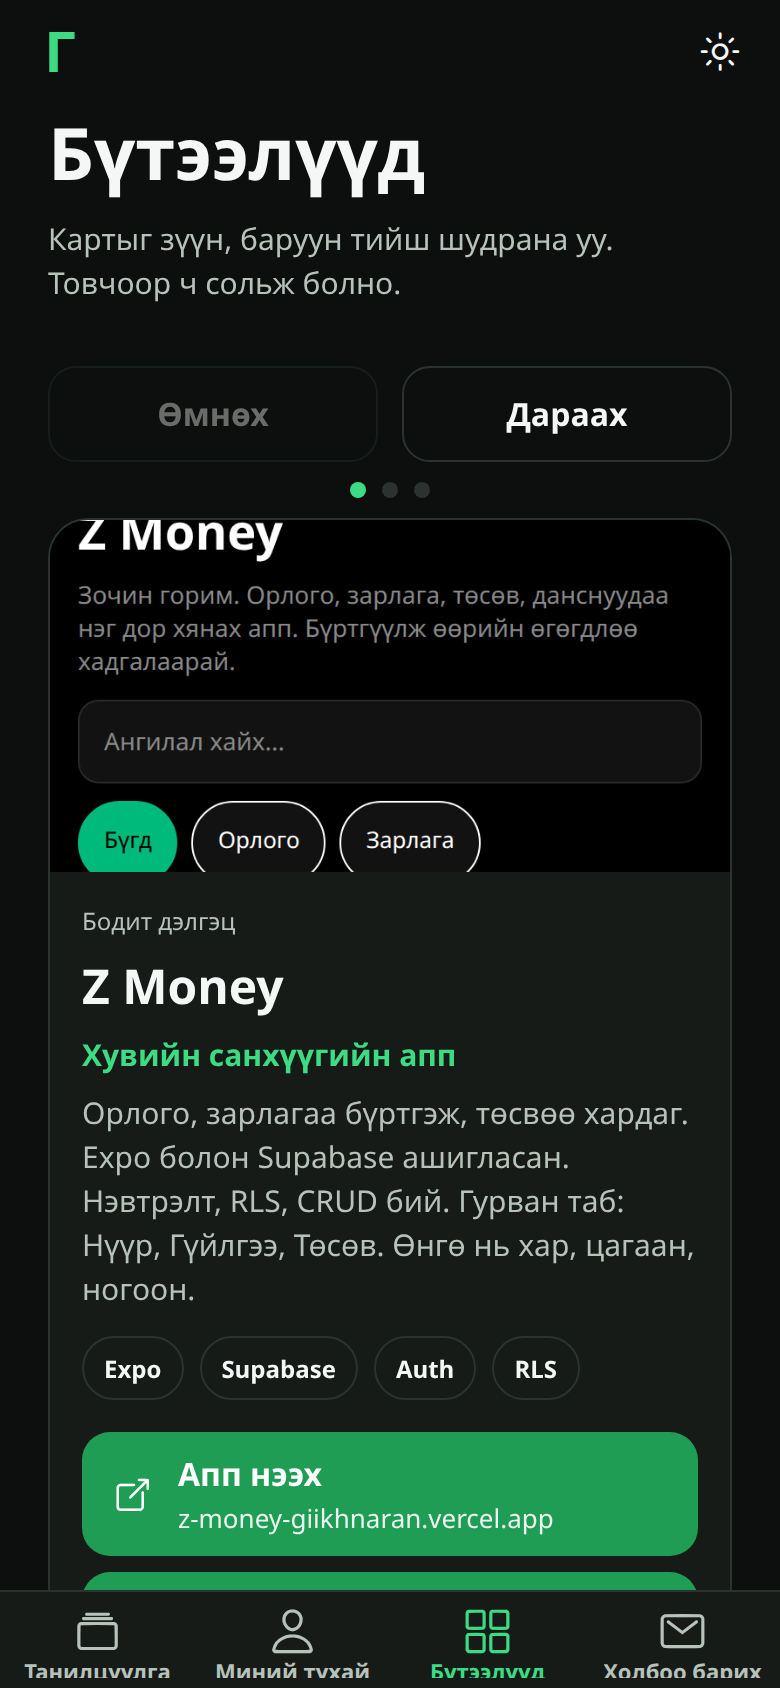 Г
Бүтээлүүд
Картыг зүүн, баруун тийш шудрана уу.
Товчоор ч сольж болно.
Өмнөх
Дараах
Z Money
Зочин горим. Орлого, зарлага, төсөв, данснуудаа
нэг дор хянах апп. Бүртгүүлж өөрийн өгөгдлөө
хадгалаарай.
Ангилал хайх...
Бүгд
Орлого
Зарлага
Бодит дэлгэц
Z Money
Хувийн санхүүгийн апп
Орлого, зарлагаа бүртгэж, төсвөө хардаг.
Expo болон Supabase ашигласан.
Нэвтрэлт, RLS, CRUD бий. Гурван таб:
Нүүр, Гүйлгээ, Төсөв. Өнгө нь хар, цагаан,
ногоон.
Expo
Supabase
Auth
RLS
Апп нээх
z-money-giikhnaran.vercel.app
Танилцуулга
Миний тухай
Бүтээлүүд
Холбоо барих